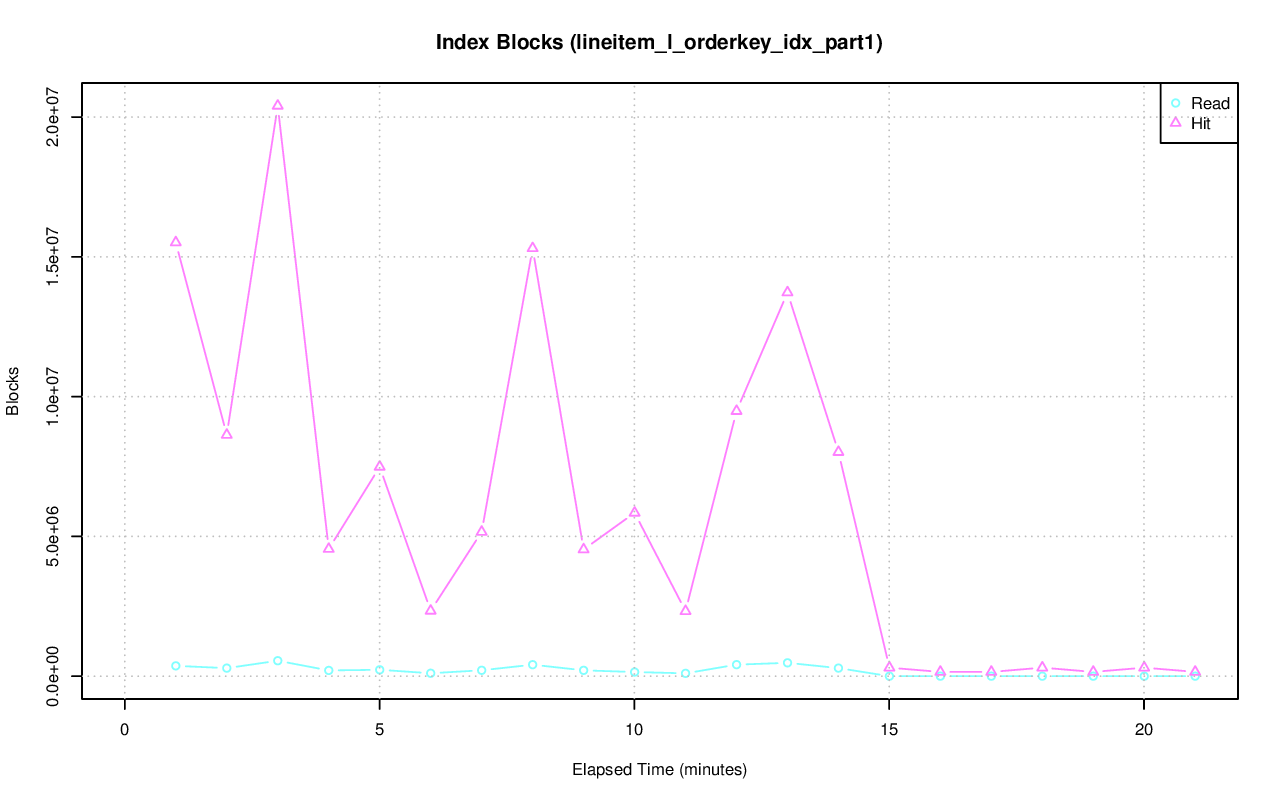 Index Blocks (lineitem_l_orderkey_idx_part1)
Read
Hit
Blocks
2.0e+07
1.5e+07
1.0e+07
5.0e+06
0.0e+00
0 5 10 15 20
Elapsed Time (minutes)